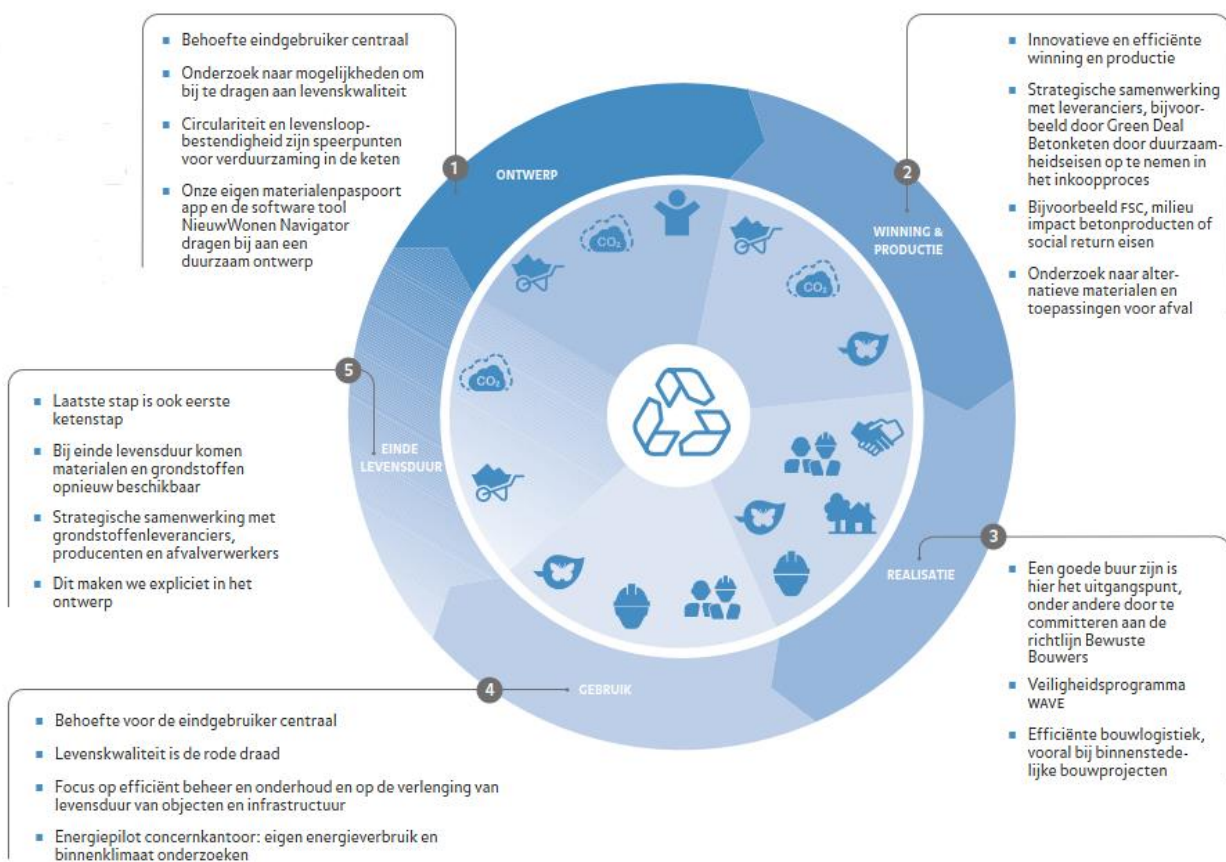 Behoefte eindgebruiker centraal
Onderzoek naar mogelijkheden om
bij te dragen aan levenskwaliteit
Circulariteit en levensloop-
bestendigheid zijn speerpunten
voor verduurzaming in de keten
Onze eigen materialenpaspoort
app en de software tool
NieuwWonen Navigator
dragen bij aan een
duurzaam ontwerp
1
ONTWERP
CO₂
Innovatieve en efficiënte
winning en productie
Strategische samenwerking
met leveranciers, bijvoor-
beeld door Green Deal
Betonketen door duurzaam-
heidseisen op te nemen in
het inkoopproces
Bijvoorbeeld FSC, milieu
impact betonproducten of
social return eisen
Onderzoek naar alter-
natieve materialen en
toepassingen voor afval
2
WINNING &
PRODUCTIE
CO₂
3
REALISATIE
Een goede buur zijn is
hier het uitgangspunt,
onder andere door te
committeren aan de
richtlijn Bewuste
Bouwers
Veiligheidsprogramma
WAVE
Efficiënte bouwlogistiek,
vooral bij binnenstede-
lijke bouwprojecten
4
GEBRUIK
Behoefte voor de eindgebruiker centraal
Levenskwaliteit is de rode draad
Focus op efficiënt beheer en onderhoud en op de verlenging van
levensduur van objecten en infrastructuur
Energiepilot concernkantoor: eigen energieverbruik en
binnenklimaat onderzoeken
5
EINDE
LEVENSDUUR
CO₂
Laatste stap is ook eerste
ketenstap
Bij einde levensduur komen
materialen en grondstoffen
opnieuw beschikbaar
Strategische samenwerking met
grondstoffenleveranciers,
producenten en afvalverwerkers
Dit maken we expliciet in het
ontwerp